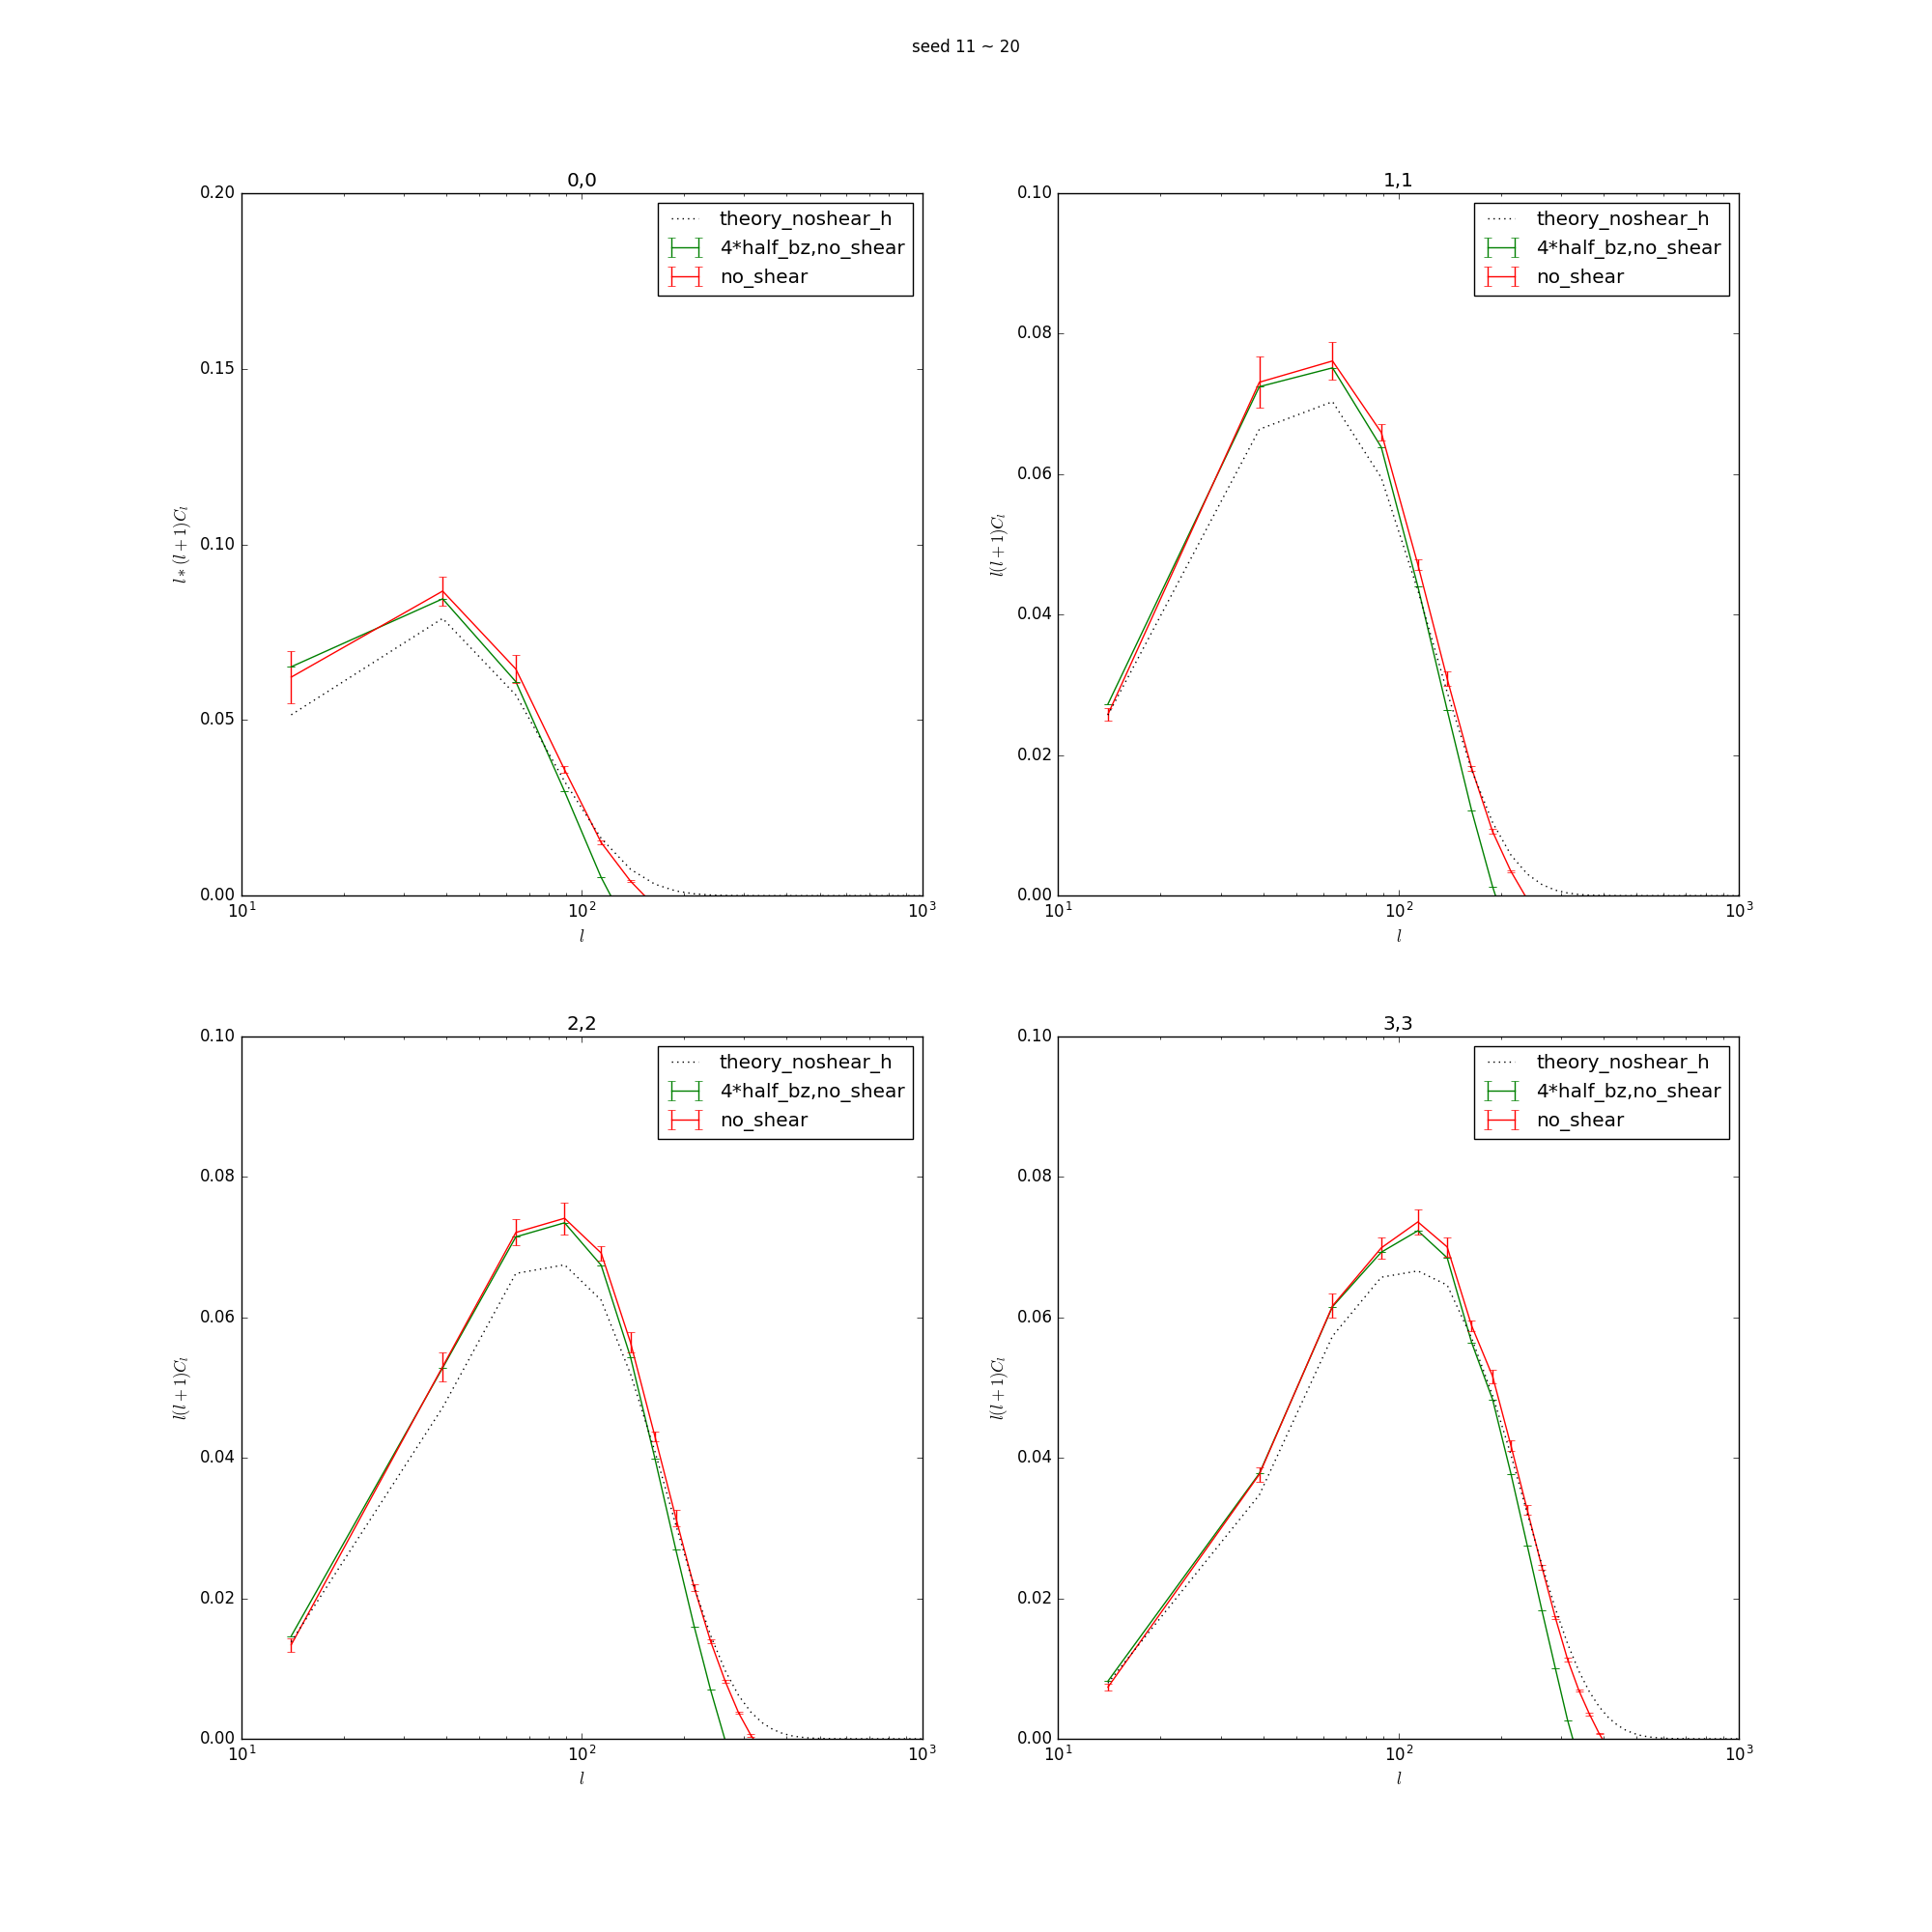 seed 11 ~ 20
0,0
0.20
0.15
0.10
0.05
0.00
l * (l + 1)C_l
theory_noshear_h
4*half_bz,no_shear
no_shear
10^1
10^2
10^3
l
1,1
0.10
0.08
0.06
0.04
0.02
0.00
l(l + 1)C_l
theory_noshear_h
4*half_bz,no_shear
no_shear
10^1
10^2
10^3
l
2,2
0.10
0.08
0.06
0.04
0.02
0.00
l(l + 1)C_l
theory_noshear_h
4*half_bz,no_shear
no_shear
10^1
10^2
10^3
l
3,3
0.10
0.08
0.06
0.04
0.02
0.00
l(l + 1)C_l
theory_noshear_h
4*half_bz,no_shear
no_shear
10^1
10^2
10^3
l